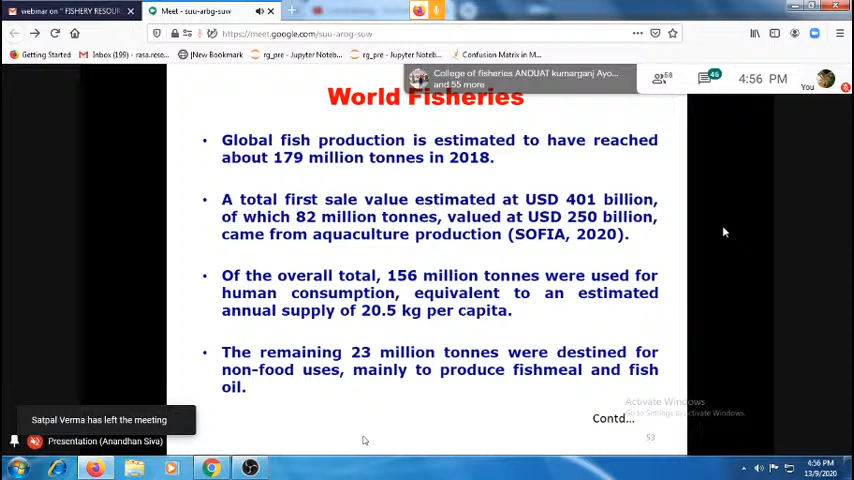 webinar on " FISHERY RESOUR
Meet - suu-arbg-suw
https://meet.google.com/suu-arog-suw
Getting Started
Inbox (199) - rasa.rese...
New Bookmark
rg_pre - Jupyter Noteb...
rg_pre - Jupyter Noteb...
Confusion Matrix in M...
College of fisheries ANDUAT kumarganj Ayo...
and 55 more
58
46
4:56 PM
You
World Fisheries
• Global fish production is estimated to have reached
about 179 million tonnes in 2018.
• A total first sale value estimated at USD 401 billion,
of which 82 million tonnes, valued at USD 250 billion,
came from aquaculture production (SOFIA, 2020).
• Of the overall total, 156 million tonnes were used for
human consumption, equivalent to an estimated
annual supply of 20.5 kg per capita.
• The remaining 23 million tonnes were destined for
non-food uses, mainly to produce fishmeal and fish
oil.
Contd...
53
Activate Windows
Go to Settings to activate Windows.
Satpal Verma has left the meeting
Presentation (Anandhan Siva)
4:56 PM
13/9/2020